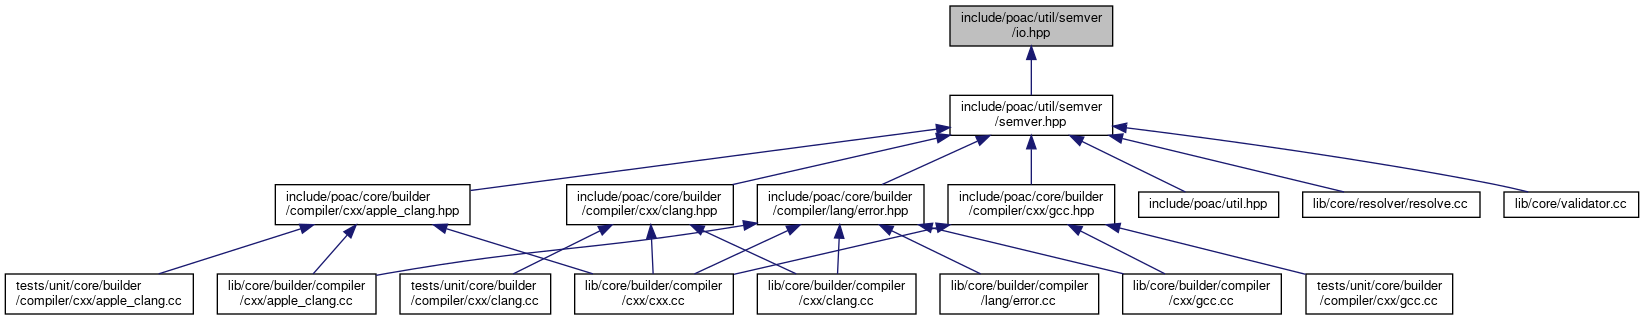 include/poac/util/semver
/io.hpp
include/poac/util/semver
/semver.hpp
include/poac/core/builder
/compiler/cxx/apple_clang.hpp
include/poac/core/builder
/compiler/cxx/clang.hpp
include/poac/core/builder
/compiler/lang/error.hpp
include/poac/core/builder
/compiler/cxx/gcc.hpp
include/poac/util.hpp
lib/core/resolver/resolve.cc
lib/core/validator.cc
tests/unit/core/builder
/compiler/cxx/apple_clang.cc
lib/core/builder/compiler
/cxx/apple_clang.cc
tests/unit/core/builder
/compiler/cxx/clang.cc
lib/core/builder/compiler
/cxx/cxx.cc
lib/core/builder/compiler
/cxx/clang.cc
lib/core/builder/compiler
/lang/error.cc
lib/core/builder/compiler
/cxx/gcc.cc
tests/unit/core/builder
/compiler/cxx/gcc.cc